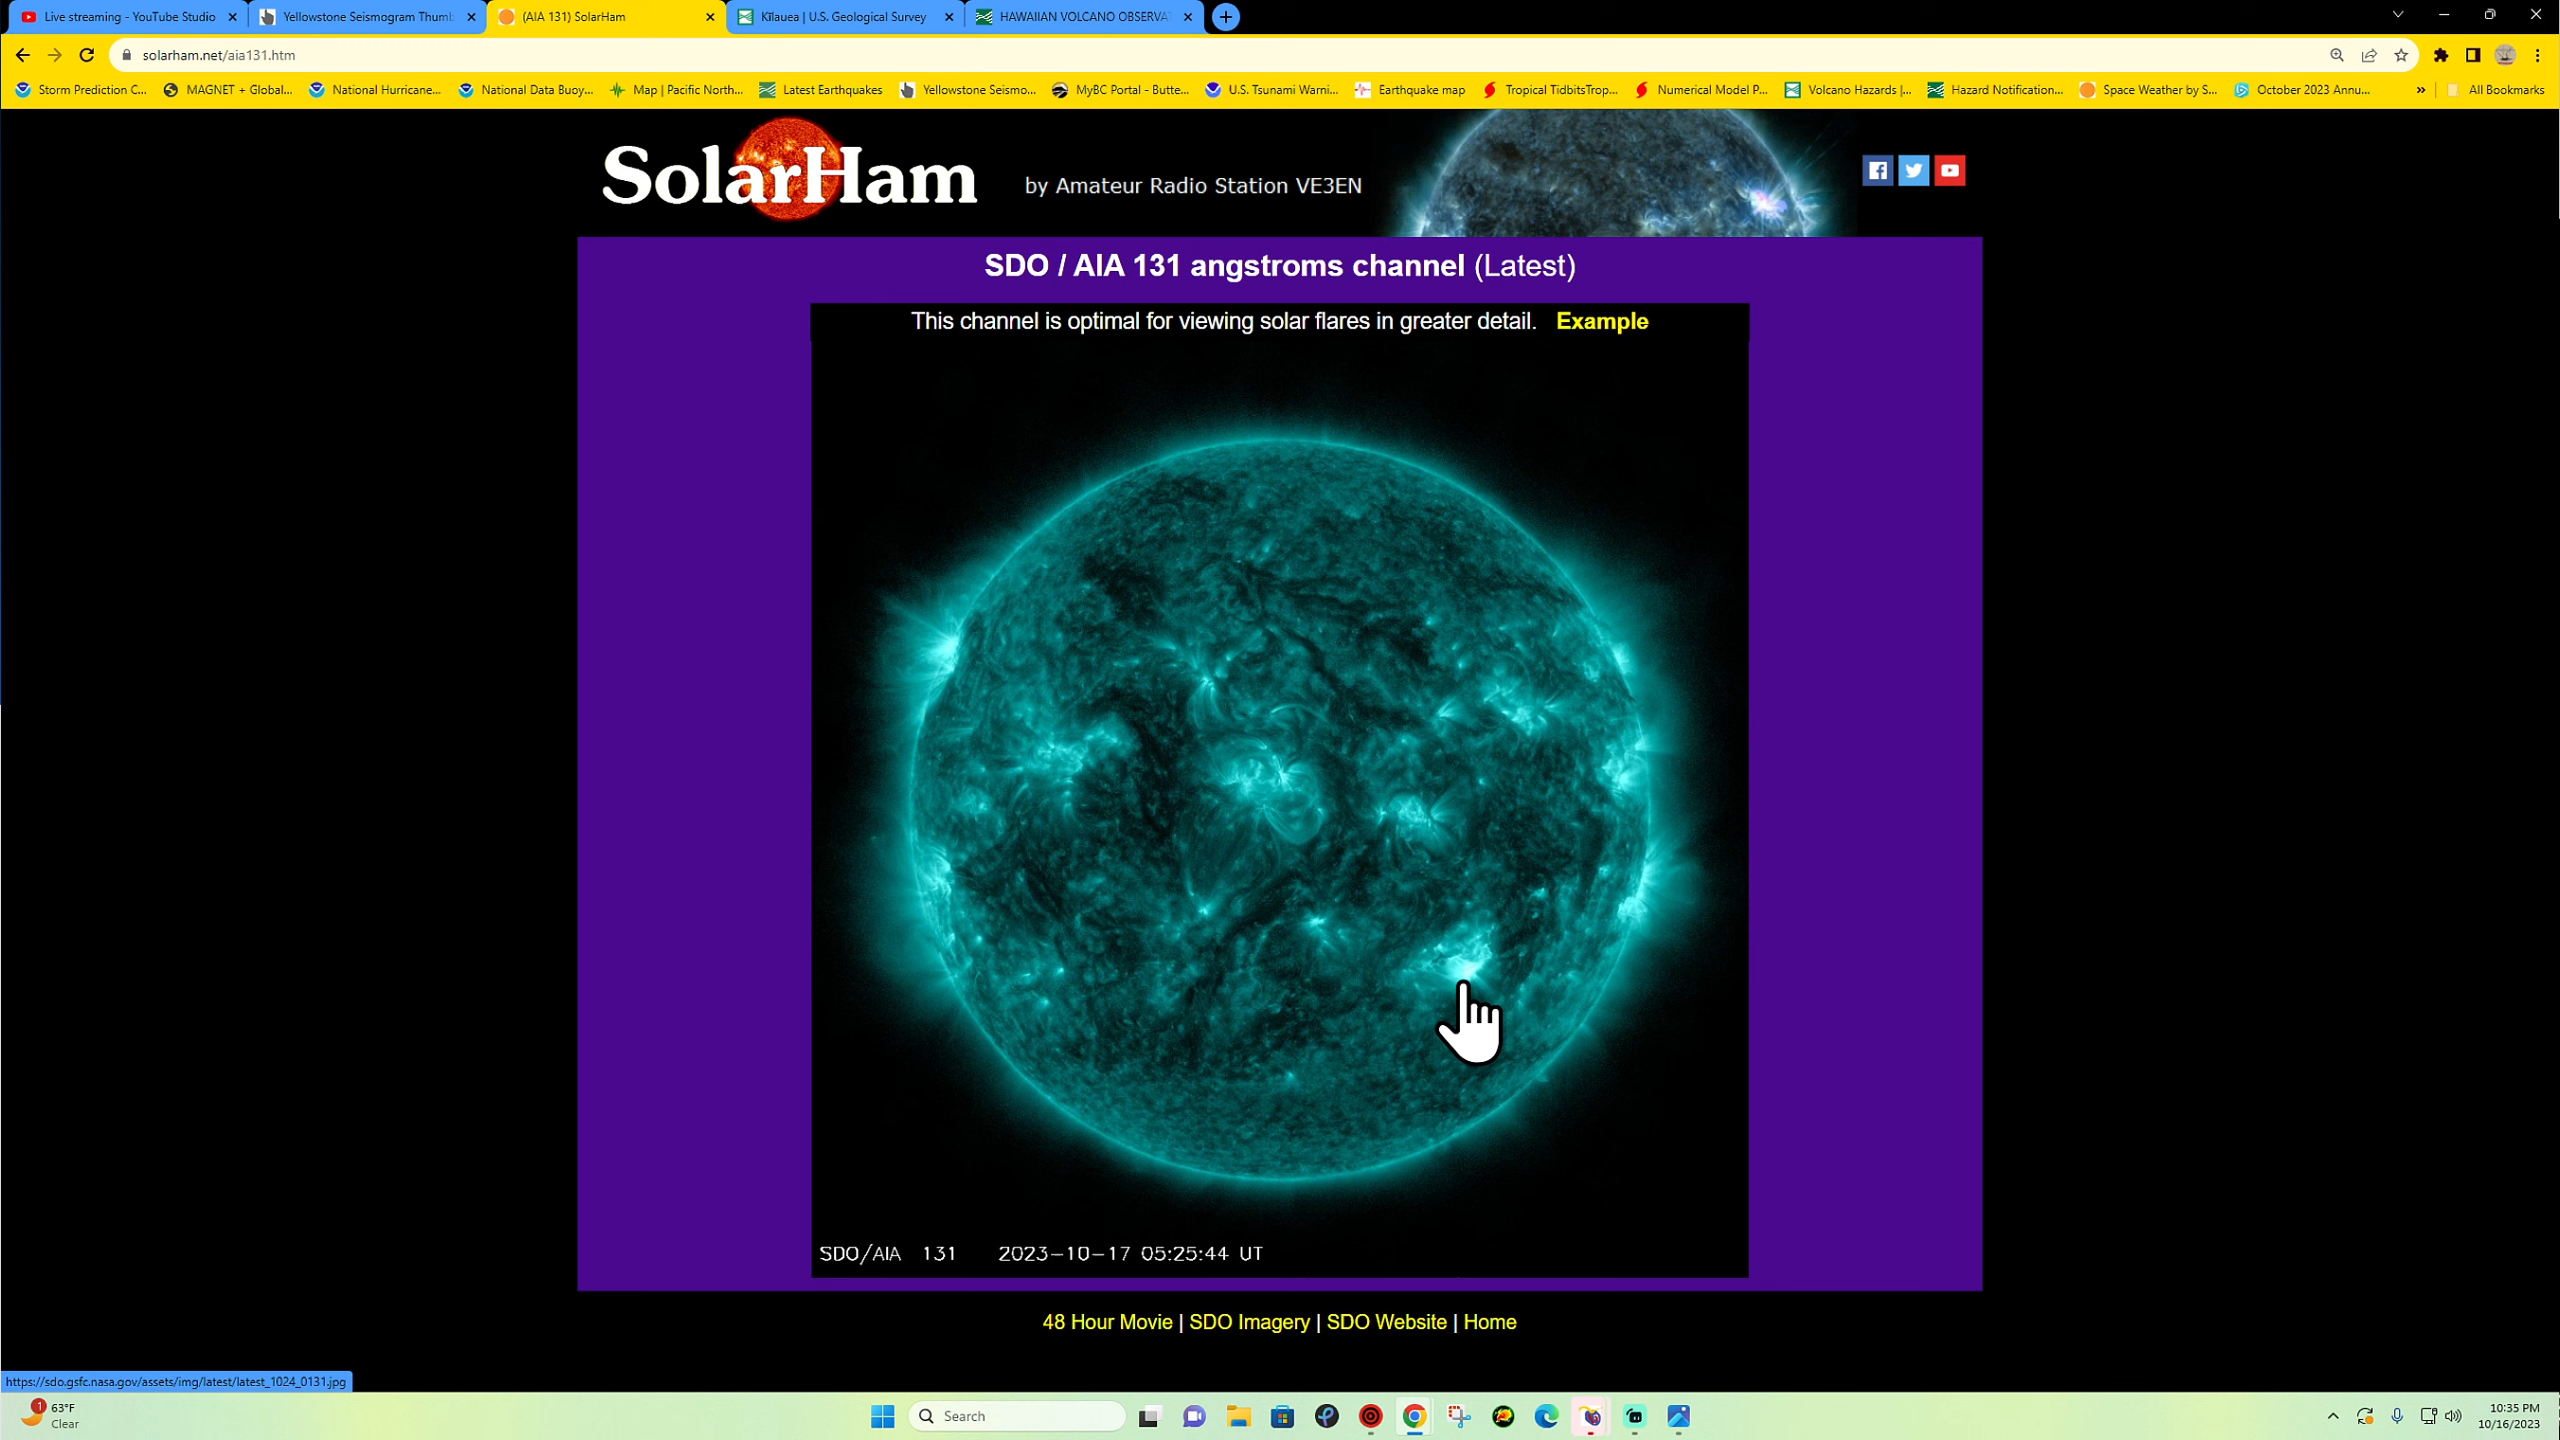 Live streaming - YouTube Studio
Yellowstone Seismogram Thumb
(AIA 131) SolarHam
Kīlauea | U.S. Geological Survey
HAWAIIAN VOLCANO OBSERVA
solarham.net/aia131.htm
Storm Prediction C...
MAGNET + Global...
National Hurricane...
National Data Buoy...
Map | Pacific North...
Latest Earthquakes
Yellowstone Seismo...
MyBC Portal - Butte...
U.S. Tsunami Warni...
Earthquake map
Tropical TidbitsTrop...
Numerical Model P...
Volcano Hazards |...
Hazard Notification...
Space Weather by S...
October 2023 Annu...
»
All Bookmarks
SolarHam
by Amateur Radio Station VE3EN
SDO / AIA 131 angstroms channel (Latest)
This channel is optimal for viewing solar flares in greater detail. Example
SDO/AIA 131 2023-10-17 05:25:44 UT
48 Hour Movie | SDO Imagery | SDO Website | Home
https://sdo.gsfc.nasa.gov/assets/img/latest/latest_1024_0131.jpg
1
63°F
Clear
Search
10:35 PM
10/16/2023